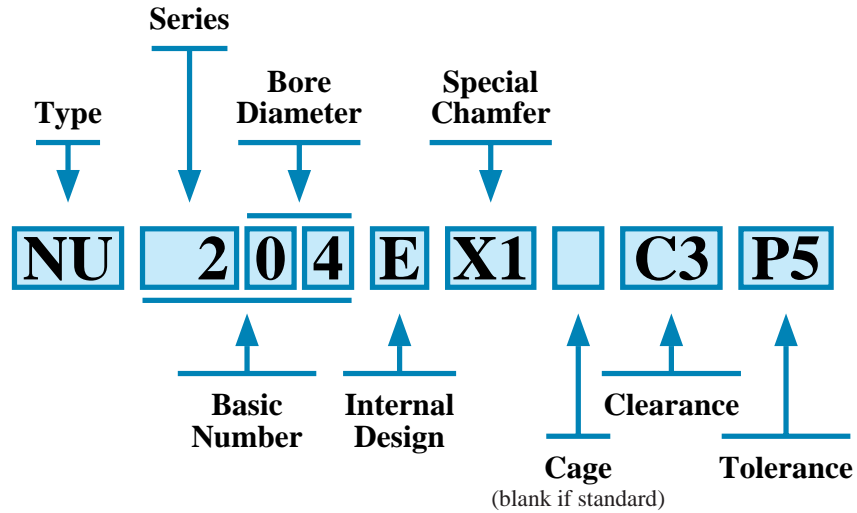 Series
Bore
Diameter
Special
Chamfer
Type
NU 2 0 4 E X1 C3 P5
Basic
Number
Internal
Design
Clearance
Cage
(blank if standard)
Tolerance